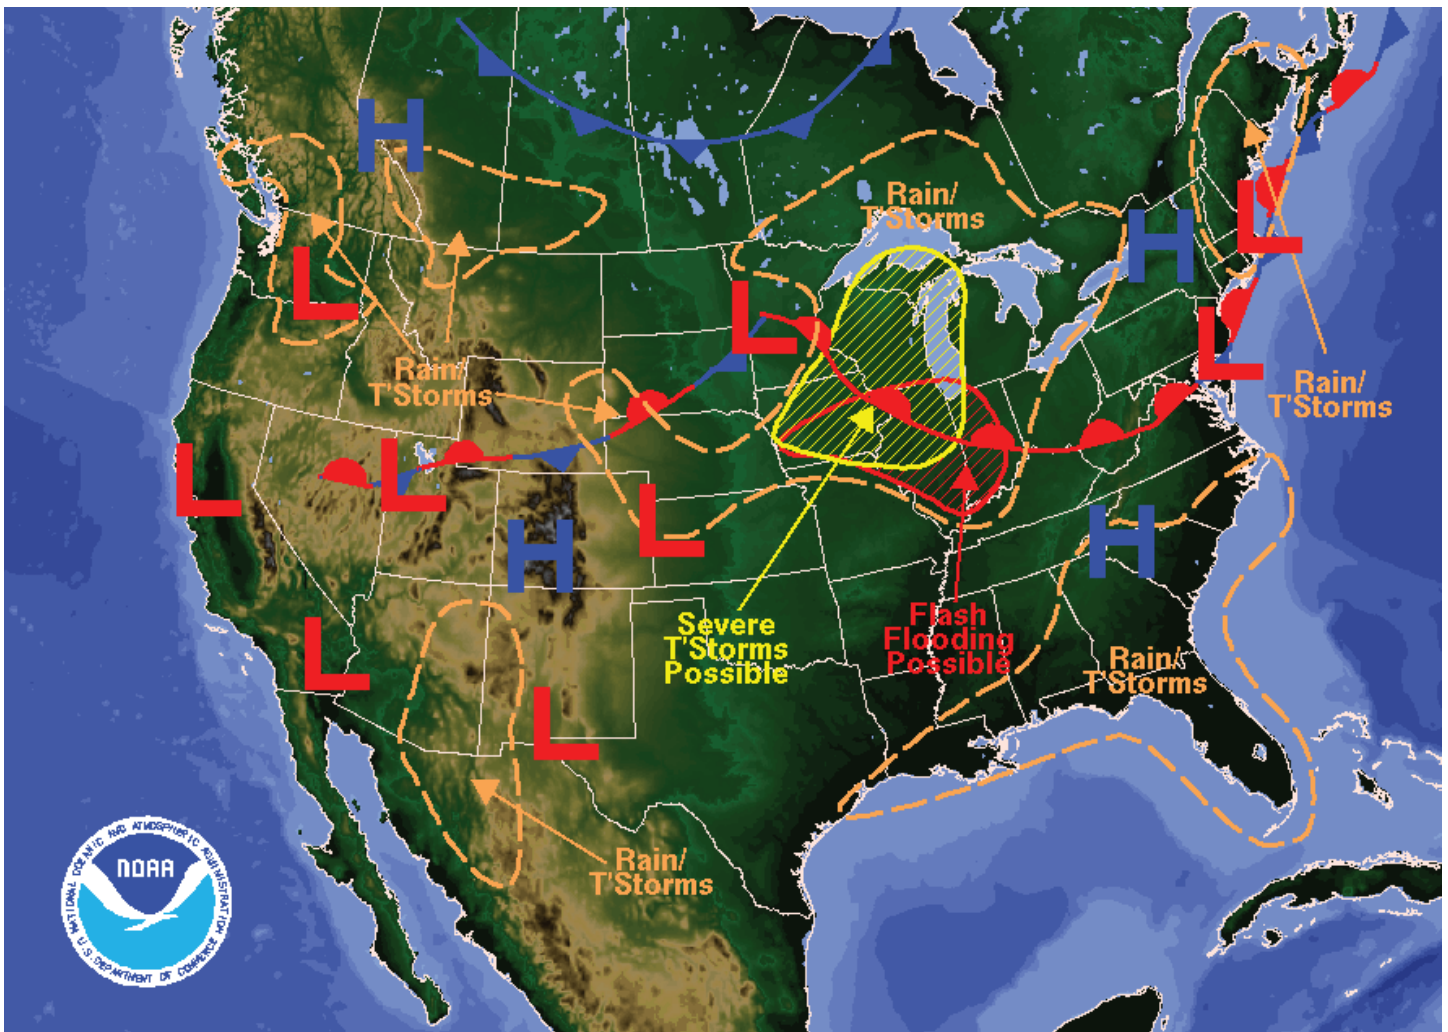 H
Rain/
T'Storms
H
L
L
L
Rain/
T'Storms
L
Rain/
T'Storms
L
L
L
H
H
Severe
T'Storms
Possible
Flash
Flooding
Possible
Rain/
T'Storms
L
L
Rain/
T'Storms
NATIONAL OCEANIC AND ATMOSPHERIC ADMINISTRATION
NOAA
U.S. DEPARTMENT OF COMMERCE